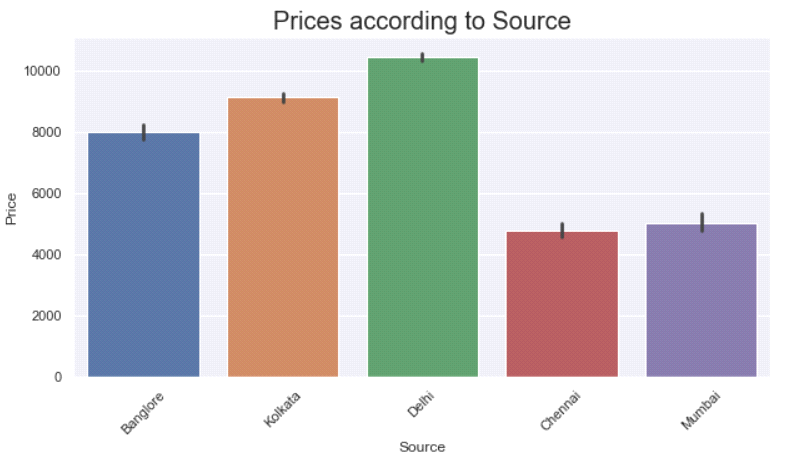 Prices according to Source
10000
8000
6000
4000
2000
0
Price
Banglore
Kolkata
Delhi
Chennai
Mumbai
Source